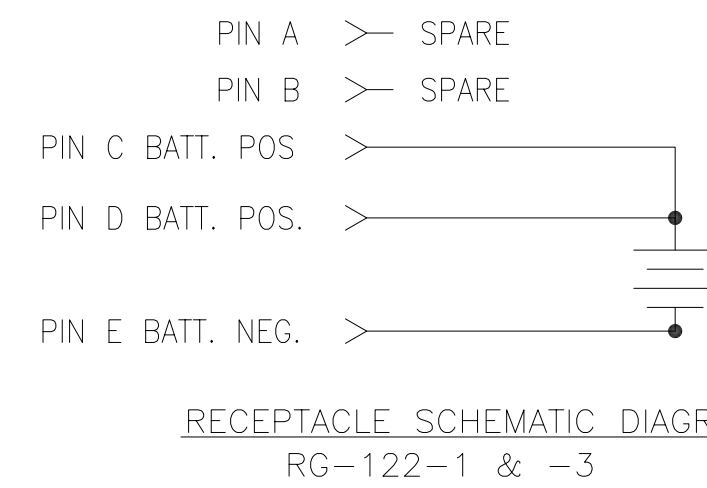 PIN A SPARE
PIN B SPARE
PIN C BATT. POS
PIN D BATT. POS.
PIN E BATT. NEG.
RECEPTACLE SCHEMATIC
RG-122-1 & -3